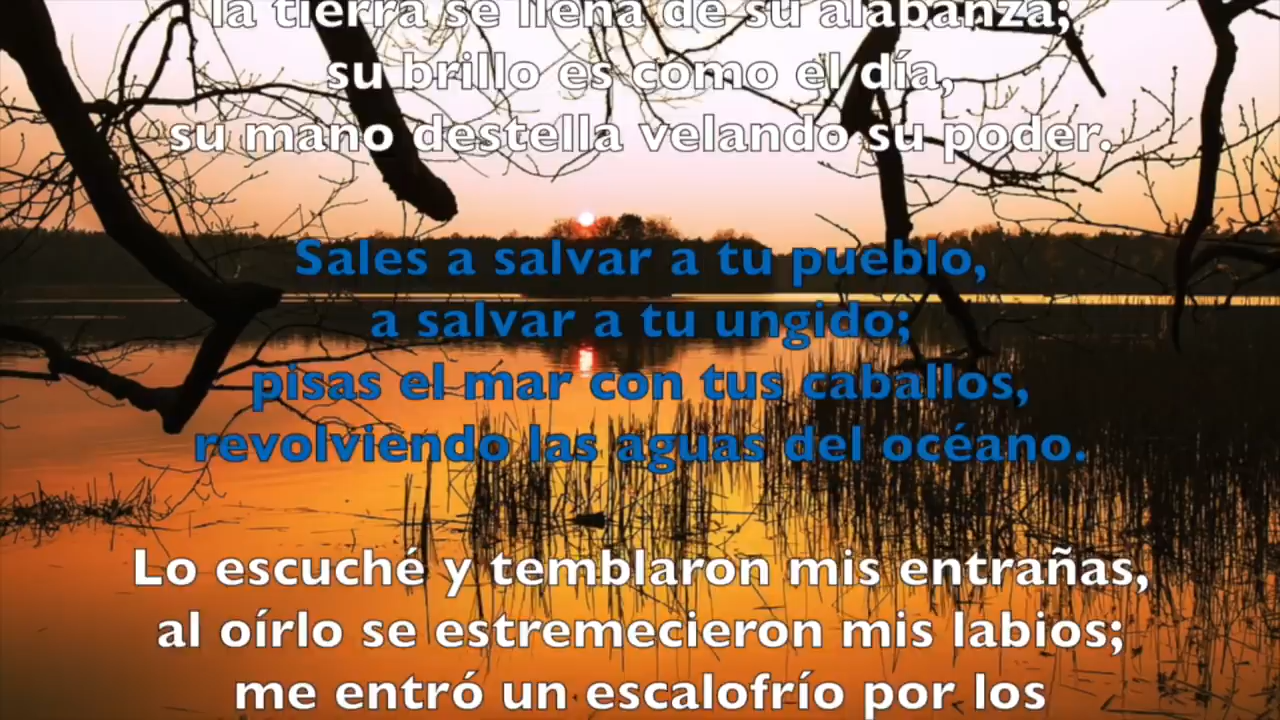 la tierra se llena de su alabanza;
su brillo es como el día,
su mano destella velando su poder.
Sales a salvar a tu pueblo,
a salvar a tu ungido;
pisas el mar con tus caballos,
revolviendo las aguas del océano.
Lo escuché y temblaron mis entrañas,
al oírlo se estremecieron mis labios;
me entró un escalofrío por los